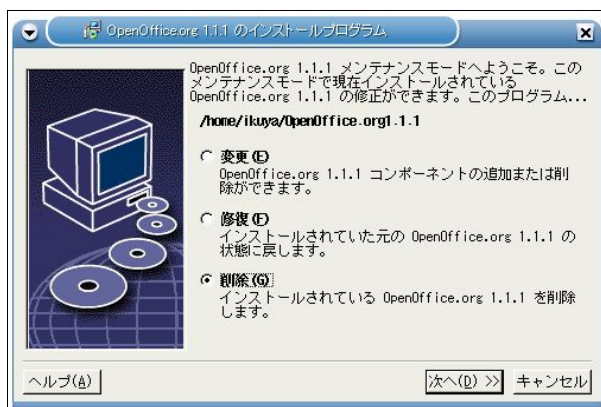 OpenOffice.org 1.1.1 のインストールプログラム
OpenOffice.org 1.1.1 メンテナンスモードへようこそ。この
メンテナンスモードで現在インストールされている
OpenOffice.org 1.1.1 の修正ができます。このプログラム...
/home/ikuya/OpenOffice.org1.1.1
変更(E)
OpenOffice.org 1.1.1 コンポーネントの追加または削
除ができます。
修復(F)
インストールされていた元の OpenOffice.org 1.1.1 の
状態に戻します。
削除(G)
インストールされている OpenOffice.org 1.1.1 を削除
します。
ヘルプ(A) 次へ(D) >> キャンセル